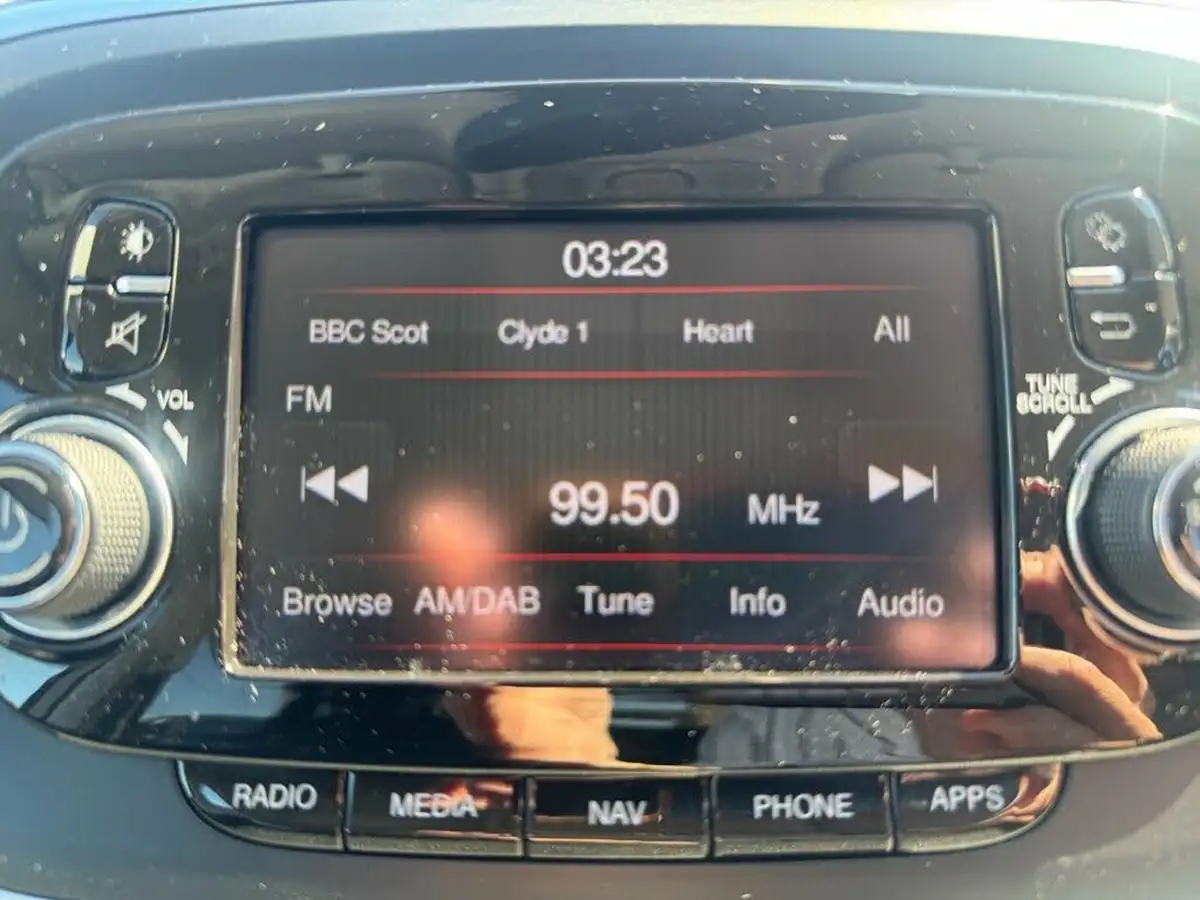 03:23
BBC Scot Clyde 1 Heart All
VOL
TUNE
SCROLL
FM
99.50 MHz
Browse AM/DAB Tune Info Audio
RADIO MEDIA NAV PHONE APPS